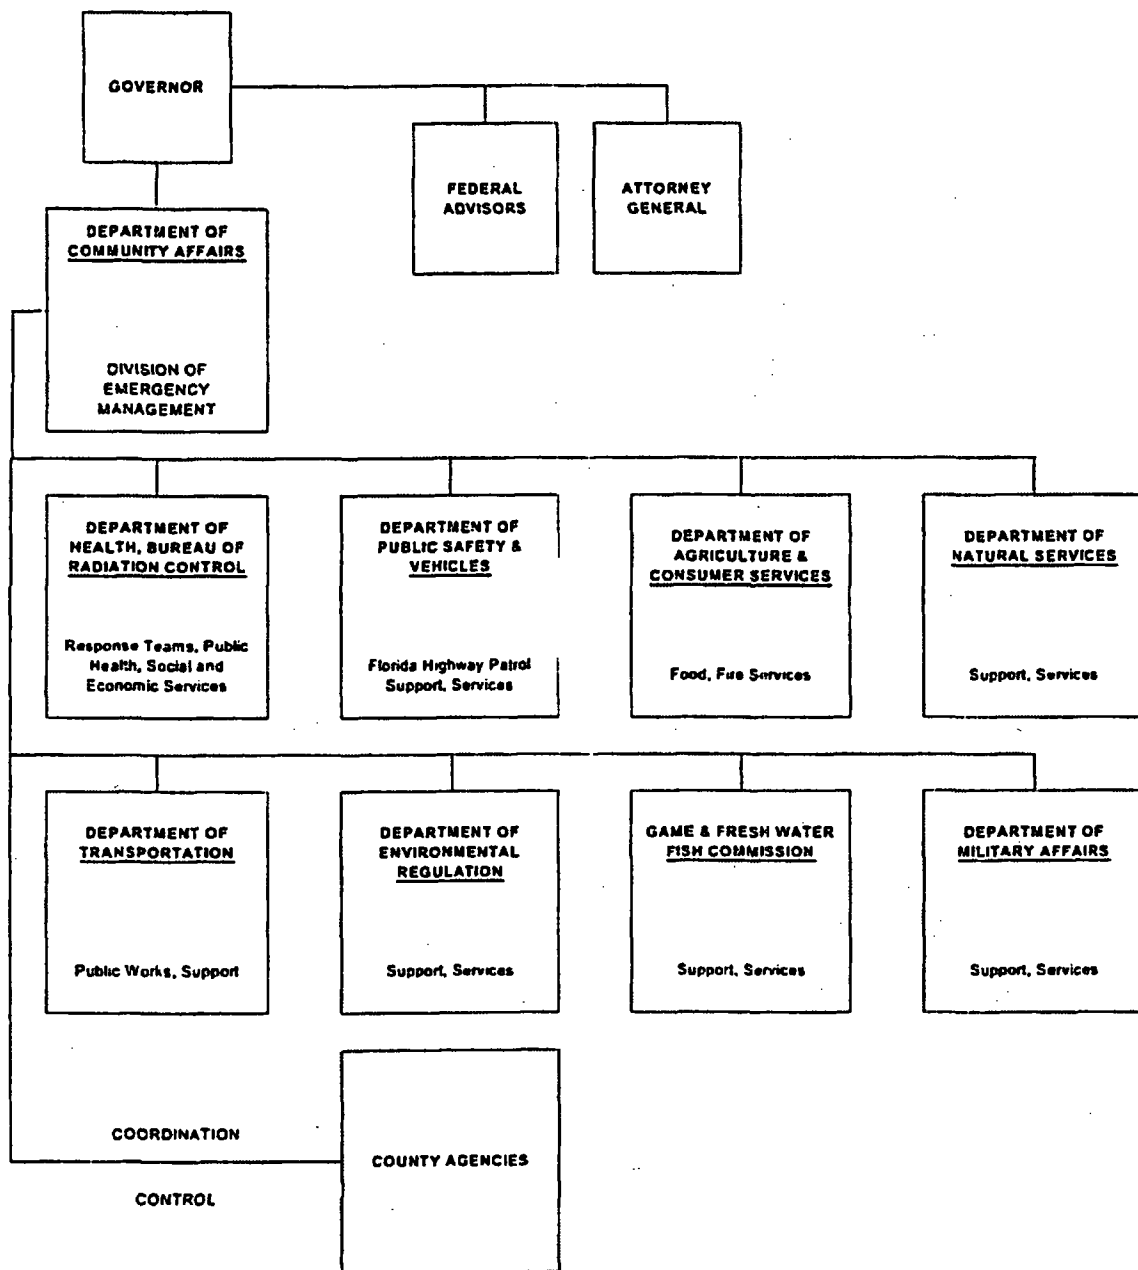 GOVERNOR
FEDERAL
ADVISORS
ATTORNEY
GENERAL
DEPARTMENT OF
COMMUNITY AFFAIRS
DIVISION OF
EMERGENCY
MANAGEMENT
DEPARTMENT OF
HEALTH, BUREAU OF
RADIATION CONTROL
Response Teams, Public
Health, Social and
Economic Services
DEPARTMENT OF
PUBLIC SAFETY &
VEHICLES
Florida Highway Patrol
Support, Services
DEPARTMENT OF
AGRICULTURE &
CONSUMER SERVICES
Food, Fire Services
DEPARTMENT OF
NATURAL SERVICES
Support, Services
DEPARTMENT OF
TRANSPORTATION
Public Works, Support
DEPARTMENT OF
ENVIRONMENTAL
REGULATION
Support, Services
GAME & FRESH WATER
FISH COMMISSION
Support, Services
DEPARTMENT OF
MILITARY AFFAIRS
Support, Services
COORDINATION
CONTROL
COUNTY AGENCIES